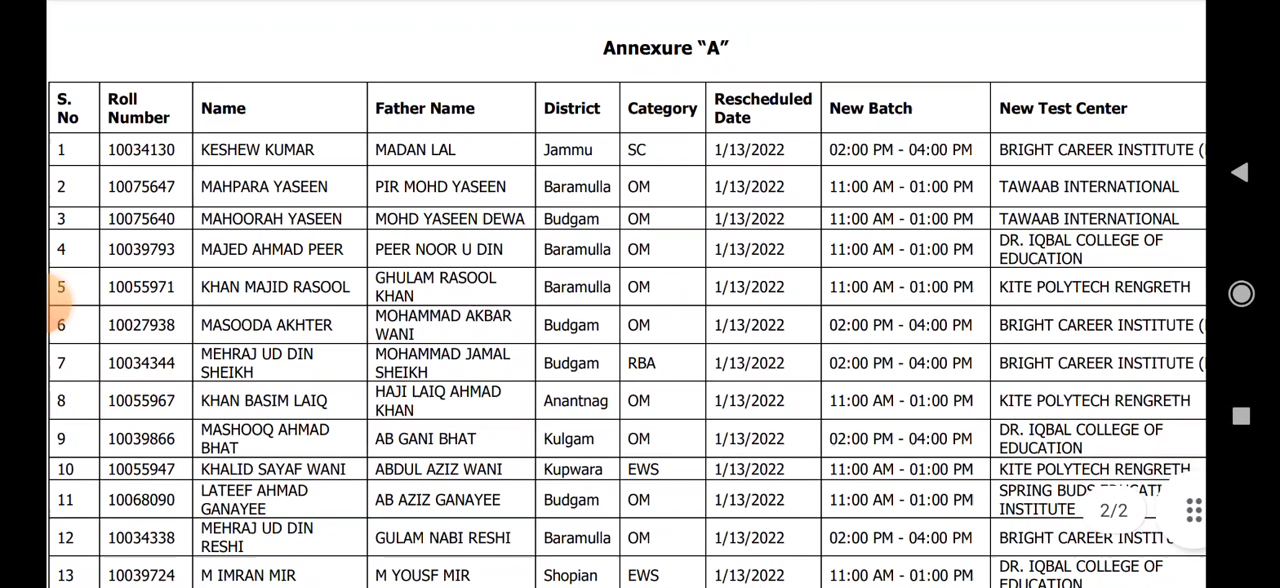 Annexure “A”
S. No Roll Number Name Father Name District Category Rescheduled Date New Batch New Test Center
1 10034130 KESHEW KUMAR MADAN LAL Jammu SC 1/13/2022 02:00 PM - 04:00 PM BRIGHT CAREER INSTITUTE (
2 10075647 MAHPARA YASEEN PIR MOHD YASEEN Baramulla OM 1/13/2022 11:00 AM - 01:00 PM TAWAAB INTERNATIONAL
3 10075640 MAHOORAH YASEEN MOHD YASEEN DEWA Budgam OM 1/13/2022 11:00 AM - 01:00 PM TAWAAB INTERNATIONAL
4 10039793 MAJED AHMAD PEER PEER NOOR U DIN Baramulla OM 1/13/2022 11:00 AM - 01:00 PM DR. IQBAL COLLEGE OF EDUCATION
5 10055971 KHAN MAJID RASOOL GHULAM RASOOL KHAN Baramulla OM 1/13/2022 11:00 AM - 01:00 PM KITE POLYTECH RENGRETH
6 10027938 MASOODA AKHTER MOHAMMAD AKBAR WANI Budgam OM 1/13/2022 02:00 PM - 04:00 PM BRIGHT CAREER INSTITUTE (
7 10034344 MEHRAJ UD DIN SHEIKH MOHAMMAD JAMAL SHEIKH Budgam RBA 1/13/2022 02:00 PM - 04:00 PM BRIGHT CAREER INSTITUTE (
8 10055967 KHAN BASIM LAIQ HAJI LAIQ AHMAD KHAN Anantnag OM 1/13/2022 11:00 AM - 01:00 PM KITE POLYTECH RENGRETH
9 10039866 MASHOOQ AHMAD BHAT AB GANI BHAT Kulgam OM 1/13/2022 02:00 PM - 04:00 PM DR. IQBAL COLLEGE OF EDUCATION
10 10055947 KHALID SAYAF WANI ABDUL AZIZ WANI Kupwara EWS 1/13/2022 11:00 AM - 01:00 PM KITE POLYTECH RENGRETH
11 10068090 LATEEF AHMAD GANAYEE AB AZIZ GANAYEE Budgam OM 1/13/2022 11:00 AM - 01:00 PM SPRING BUDS INSTITUTE
2/2
12 10034338 MEHRAJ UD DIN RESHI GULAM NABI RESHI Baramulla OM 1/13/2022 02:00 PM - 04:00 PM BRIGHT CAREER
13 10039724 M IMRAN MIR M YOUSF MIR Shopian EWS 1/13/2022 11:00 AM - 01:00 PM DR. IQBAL COLLEGE OF EDUCATION